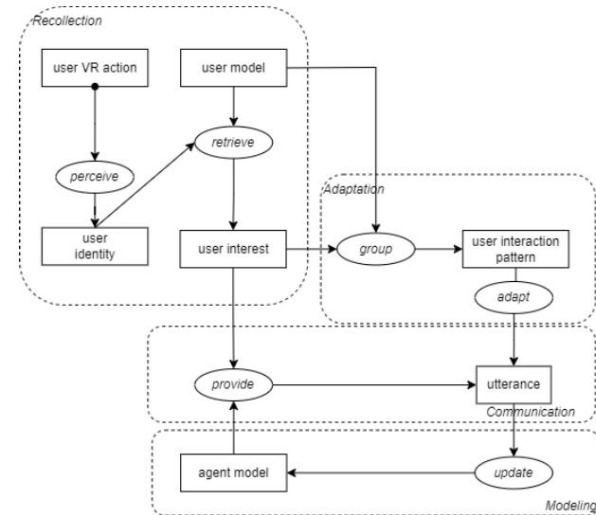 Recollection
user VR action
user model
retrieve
perceive
Adaptation
user
identity
user interest
group
user interaction
pattern
adapt
provide
utterance
Communication
agent model
update
Modeling